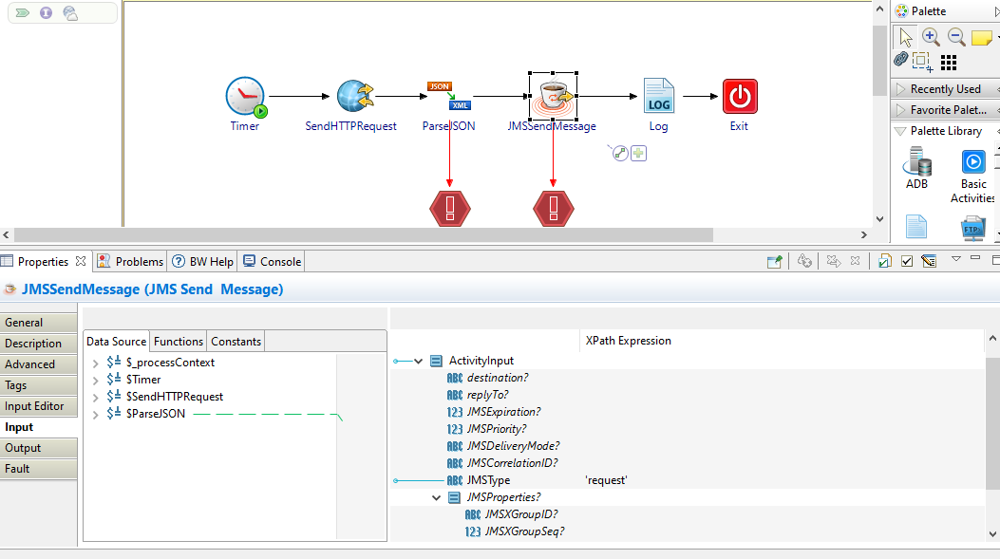 Palette
JSON
XML
LOG
Timer
SendHTTPRequest
ParseJSON
JMSSendMessage
Log
Exit
Recently Used
Favorite Palet...
Palette Library
ADB
Basic
Activities
FTP
Properties
Problems
BW Help
Console
JMSSendMessage (JMS Send Message)
General
Description
Advanced
Tags
Input Editor
Input
Output
Fault
Data Source
Functions
Constants
$_processContext
$Timer
$SendHTTPRequest
$ParseJSON
XPath Expression
ActivityInput
ABC destination?
ABC replyTo?
123 JMSExpiration?
123 JMSPriority?
ABC JMSDeliveryMode?
ABC JMSCorrelationID?
ABC JMSType 'request'
JMSProperties?
ABC JMSXGroupID?
123 JMSXGroupSeq?